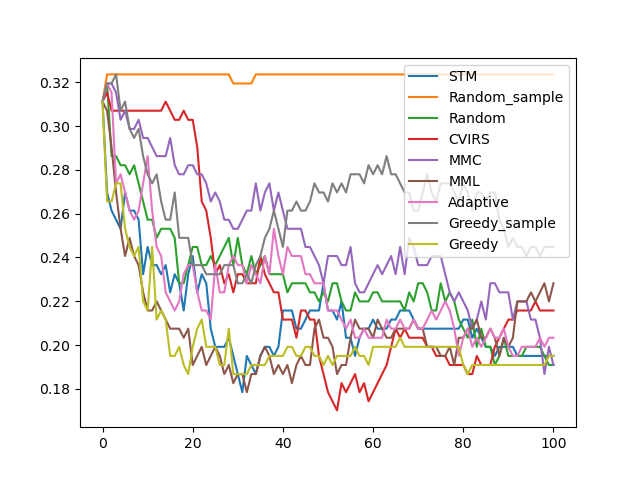 0.32
0.30
0.28
0.26
0.24
0.22
0.20
0.18
0
20
40
60
80
100
STM
Random_sample
Random
CVIRS
MMC
MML
Adaptive
Greedy_sample
Greedy